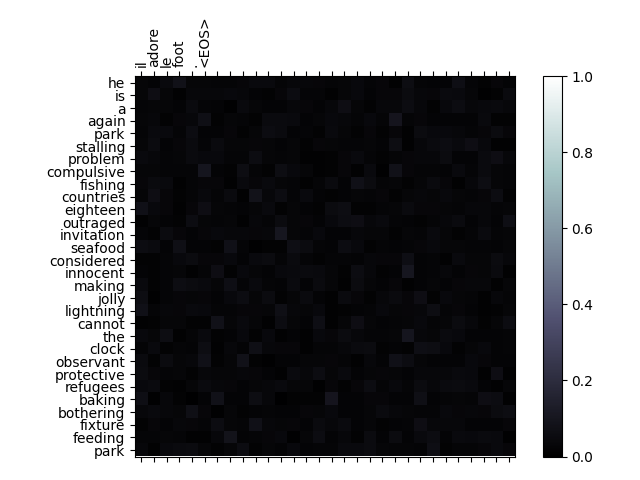 il
adore
le
foot
.
<EOS>
he
is
a
again
park
stalling
problem
compulsive
fishing
countries
eighteen
outraged
invitation
seafood
considered
innocent
making
jolly
lightning
cannot
the
clock
observant
protective
refugees
baking
bothering
fixture
feeding
park
1.0
0.8
0.6
0.4
0.2
0.0